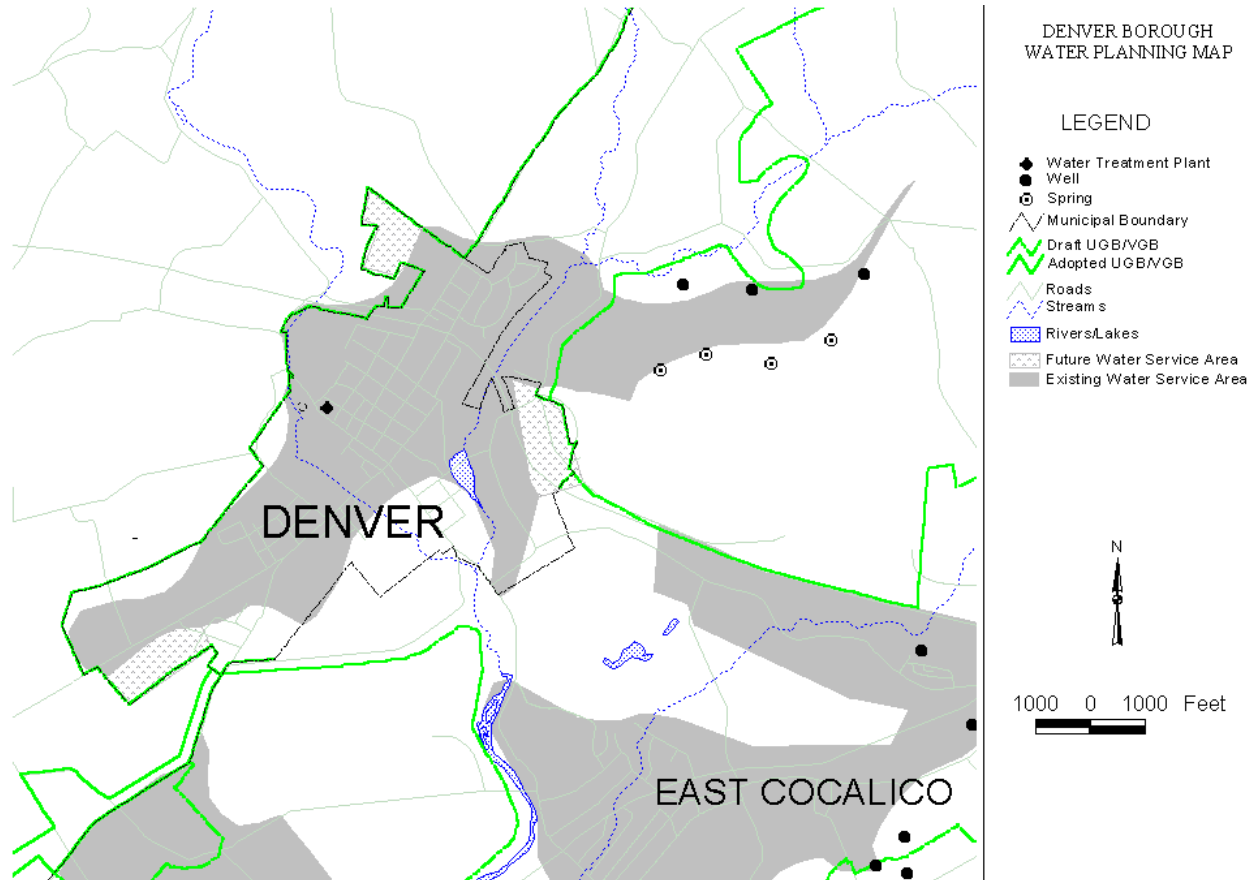 DENVER BOROUGH
WATER PLANNING MAP
LEGEND
Water Treatment Plant
Well
Spring
Municipal Boundary
Draft UGB/VGB
Adopted UGB/VGB
Roads
Streams
Rivers/Lakes
Future Water Service Area
Existing Water Service Area
DENVER
N
1000 0 1000 Feet
EAST COCALICO